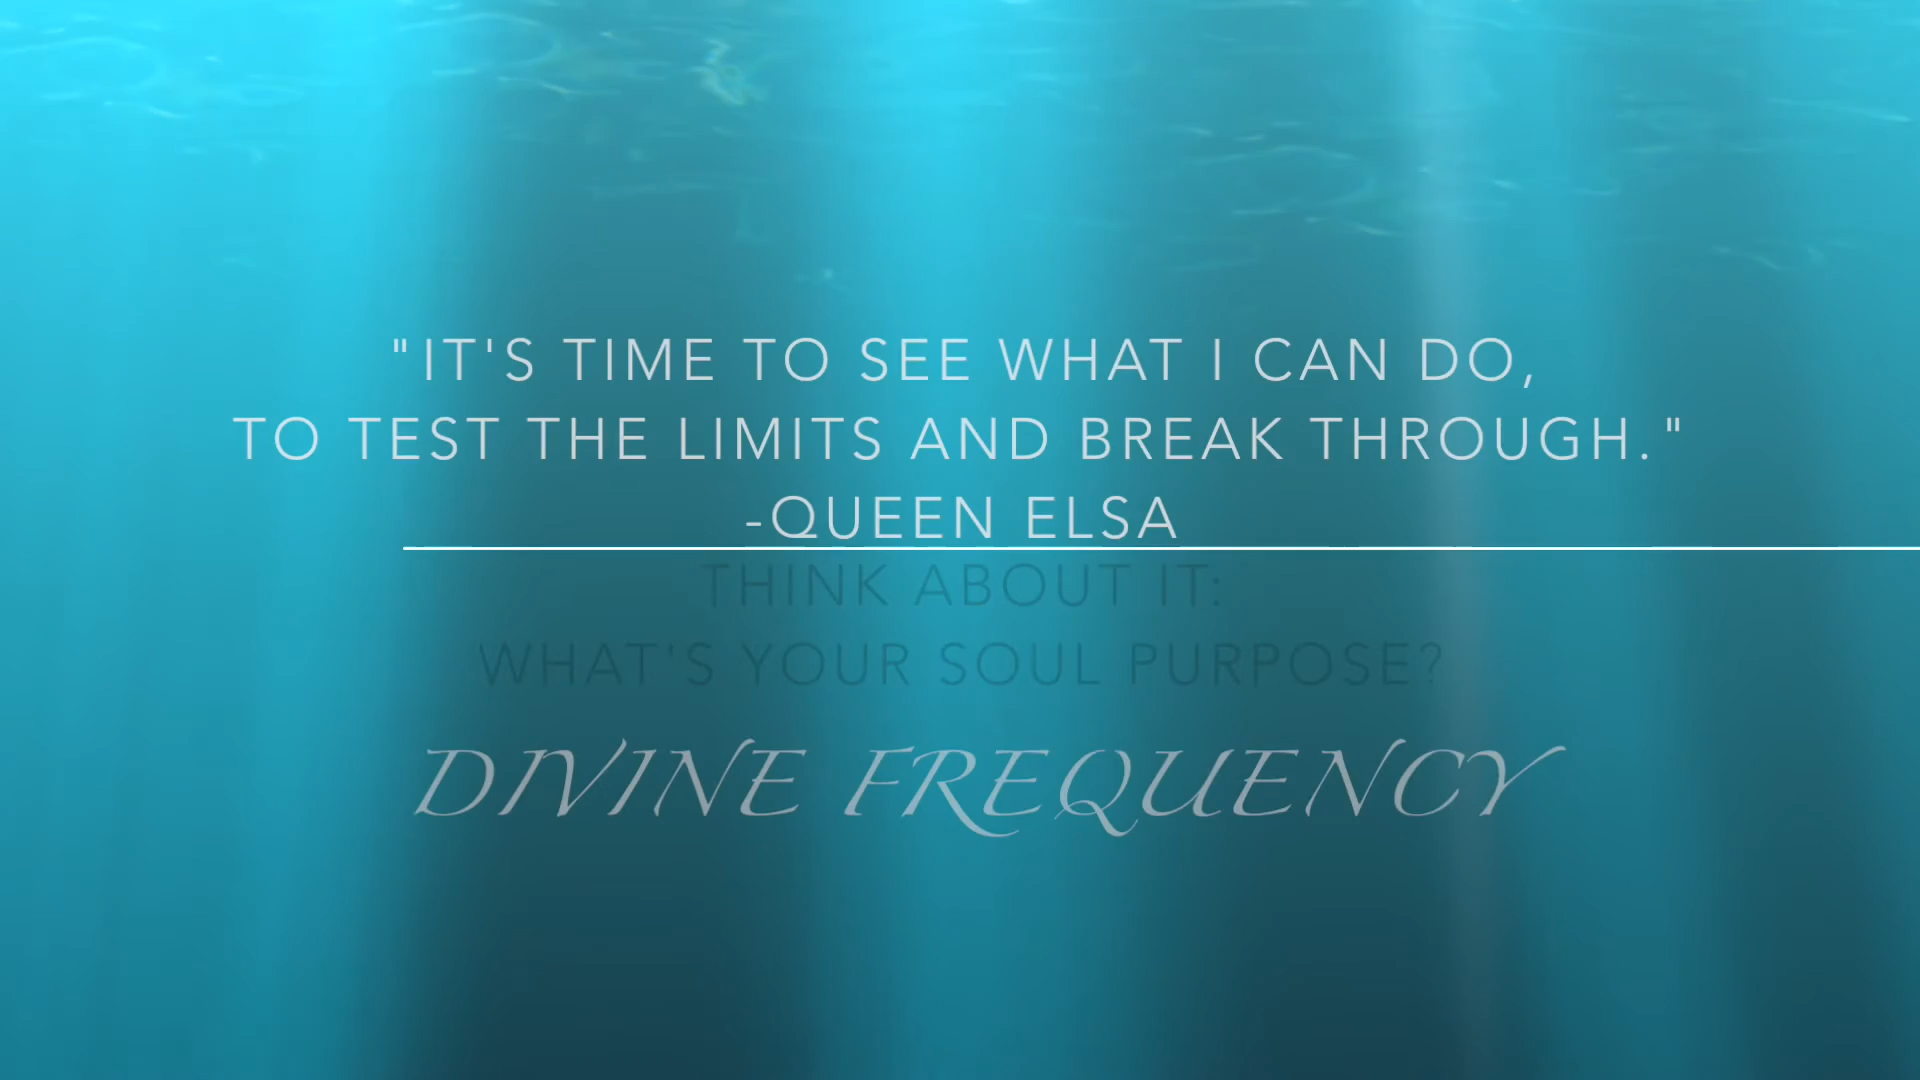 "IT'S TIME TO SEE WHAT I CAN DO,
TO TEST THE LIMITS AND BREAK THROUGH."
-QUEEN ELSA
THINK ABOUT IT:
WHAT'S YOUR SOUL PURPOSE?
DIVINE FREQUENCY